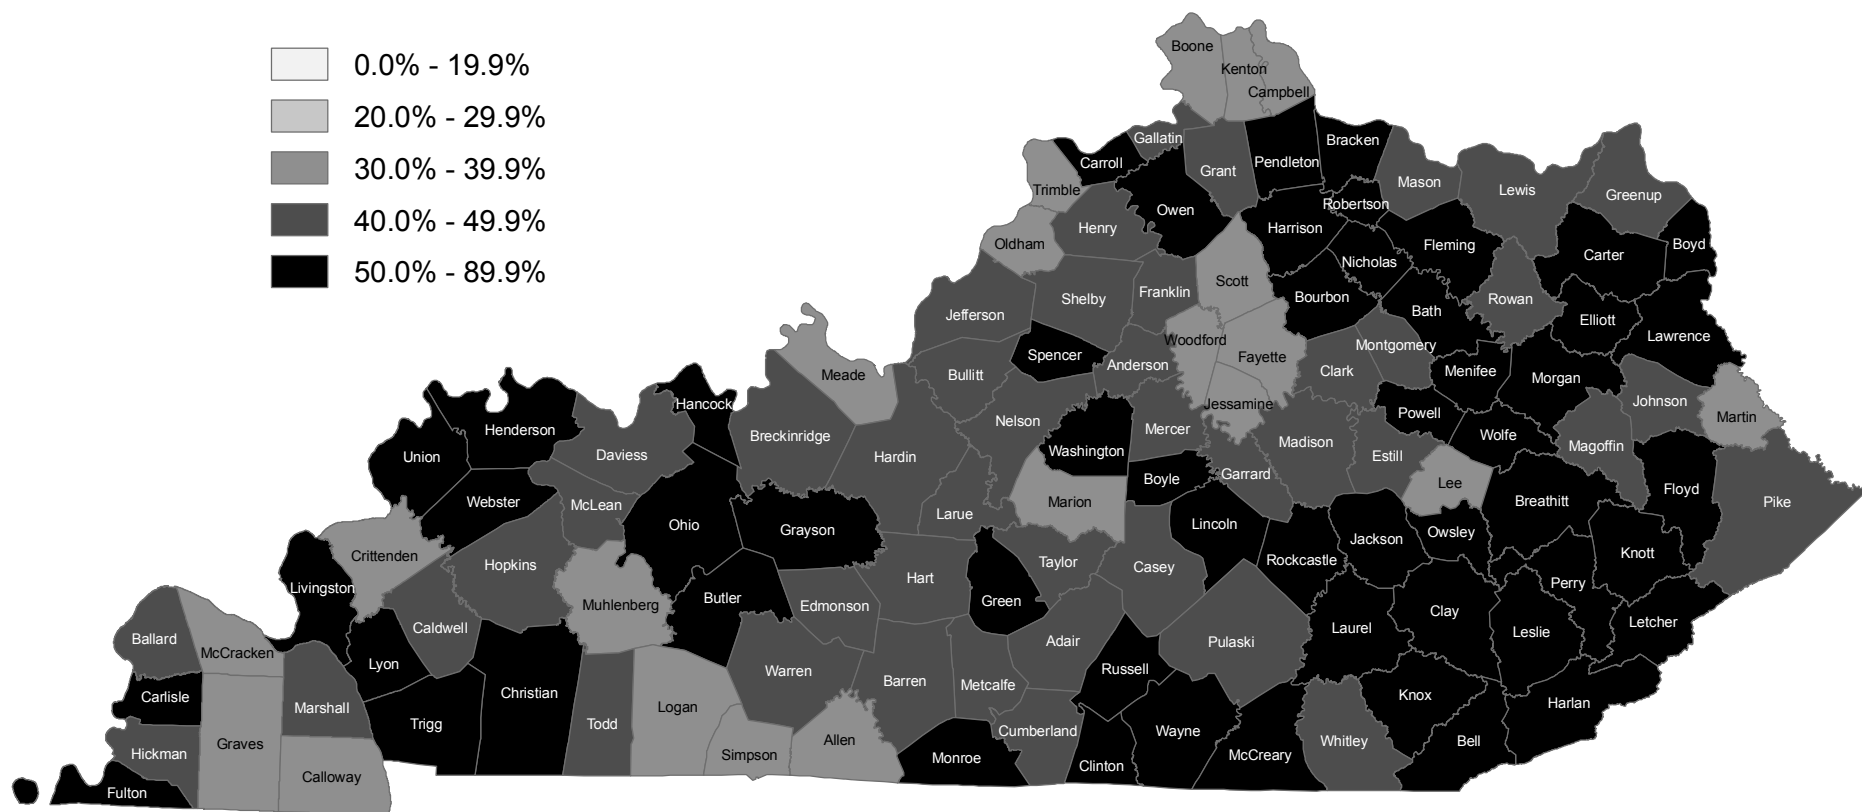 0.0% - 19.9%
20.0% - 29.9%
30.0% - 39.9%
40.0% - 49.9%
50.0% - 89.9%
Boone
Kenton
Campbell
Gallatin
Carroll
Grant
Pendleton
Bracken
Mason
Lewis
Greenup
Trimble
Owen
Robertson
Henry
Harrison
Fleming
Carter
Boyd
Oldham
Nicholas
Scott
Franklin
Shelby
Bourbon
Rowan
Bath
Elliott
Jefferson
Woodford
Fayette
Montgomery
Lawrence
Spencer
Anderson
Clark
Menifee
Morgan
Meade
Bullitt
Jessamine
Powell
Johnson
Martin
Hancock
Henderson
Breckinridge
Nelson
Mercer
Madison
Wolfe
Magoffin
Union
Daviess
Hardin
Washington
Estill
Garrard
Lee
Boyle
Floyd
Pike
Webster
McLean
Ohio
Grayson
Larue
Marion
Lincoln
Breathitt
Owsley
Jackson
Knott
Crittenden
Hopkins
Hart
Taylor
Casey
Rockcastle
Perry
Livingston
Muhlenberg
Butler
Edmonson
Green
Clay
Letcher
Ballard
Caldwell
Adair
Pulaski
Laurel
Leslie
McCracken
Lyon
Warren
Russell
Carlisle
Christian
Barren
Metcalfe
Knox
Harlan
Marshall
Trigg
Todd
Logan
Cumberland
Wayne
Whitley
Bell
Graves
Hickman
Simpson
Allen
Monroe
Clinton
McCreary
Calloway
Fulton